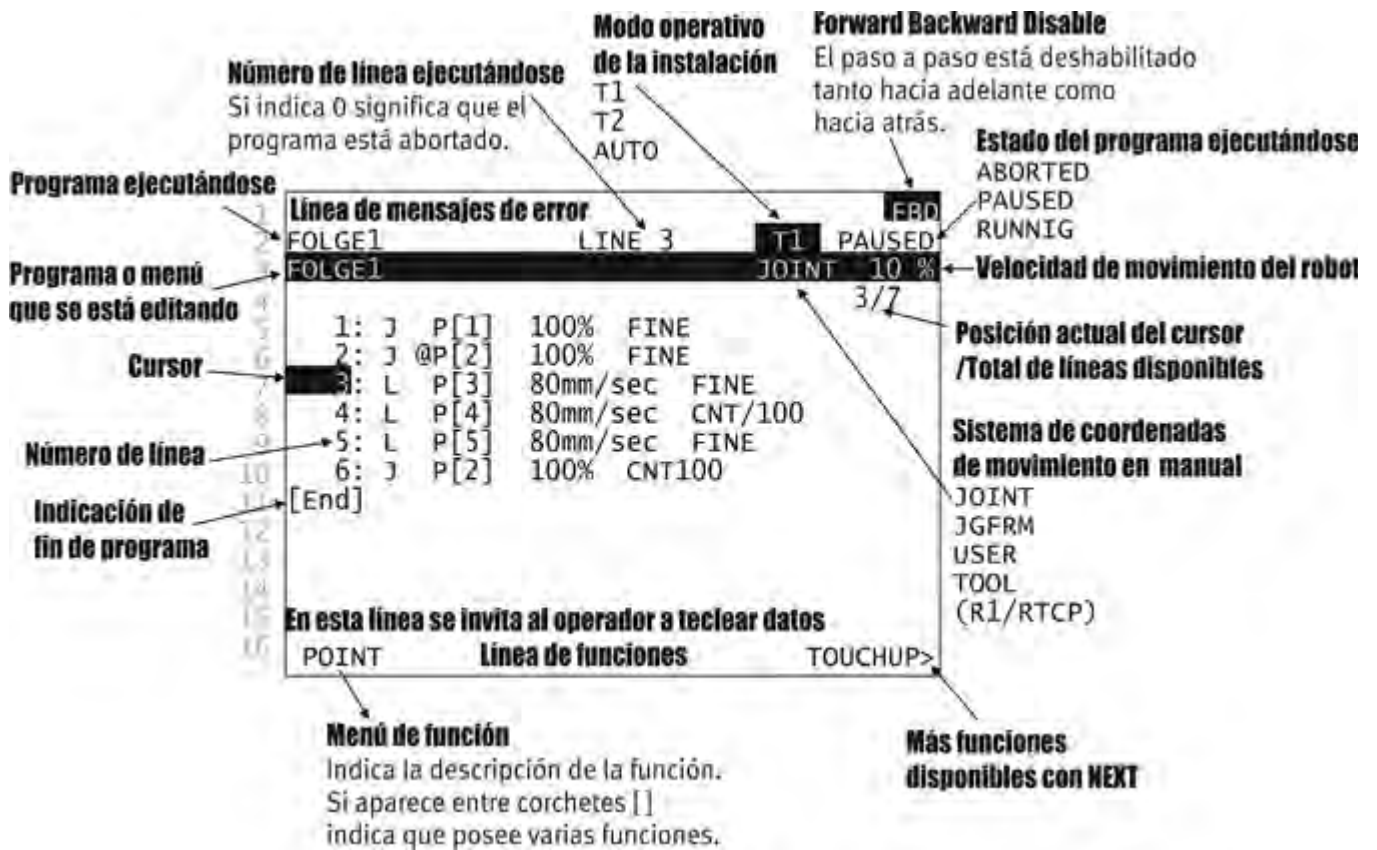 Modo operativo
de la instalación
T1
T2
AUTO
Forward Backward Disable
El paso a paso está deshabilitado
tanto hacia adelante como
hacia atrás.
Número de línea ejecutándose
Si indica 0 significa que el
programa está abortado.
Estado del programa ejecutándose
ABORTED
PAUSED
RUNNIG
Programa ejecutándose
Línea de mensajes de error
FBD
FOLGE1 LINE 3 T1 PAUSED
FOLGE1 JOINT 10 %
Velocidad de movimiento del robot
Programa o menú
que se está editando
3/7
Posición actual del cursor
/Total de líneas disponibles
1: J P[1] 100% FINE
2: J @P[2] 100% FINE
Cursor
3: L P[3] 80mm/sec FINE
4: L P[4] 80mm/sec CNT/100
5: L P[5] 80mm/sec FINE
6: J P[2] 100% CNT100
[End]
Número de línea
Indicación de
fin de programa
Sistema de coordenadas
de movimiento en manual
JOINT
JGFRM
USER
TOOL
(R1/RTCP)
En esta línea se invita al operador a teclear datos
POINT Línea de funciones TOUCHUP>
Menú de función
Indica la descripción de la función.
Si aparece entre corchetes []
indica que posee varias funciones.
Más funciones
disponibles con NEXT